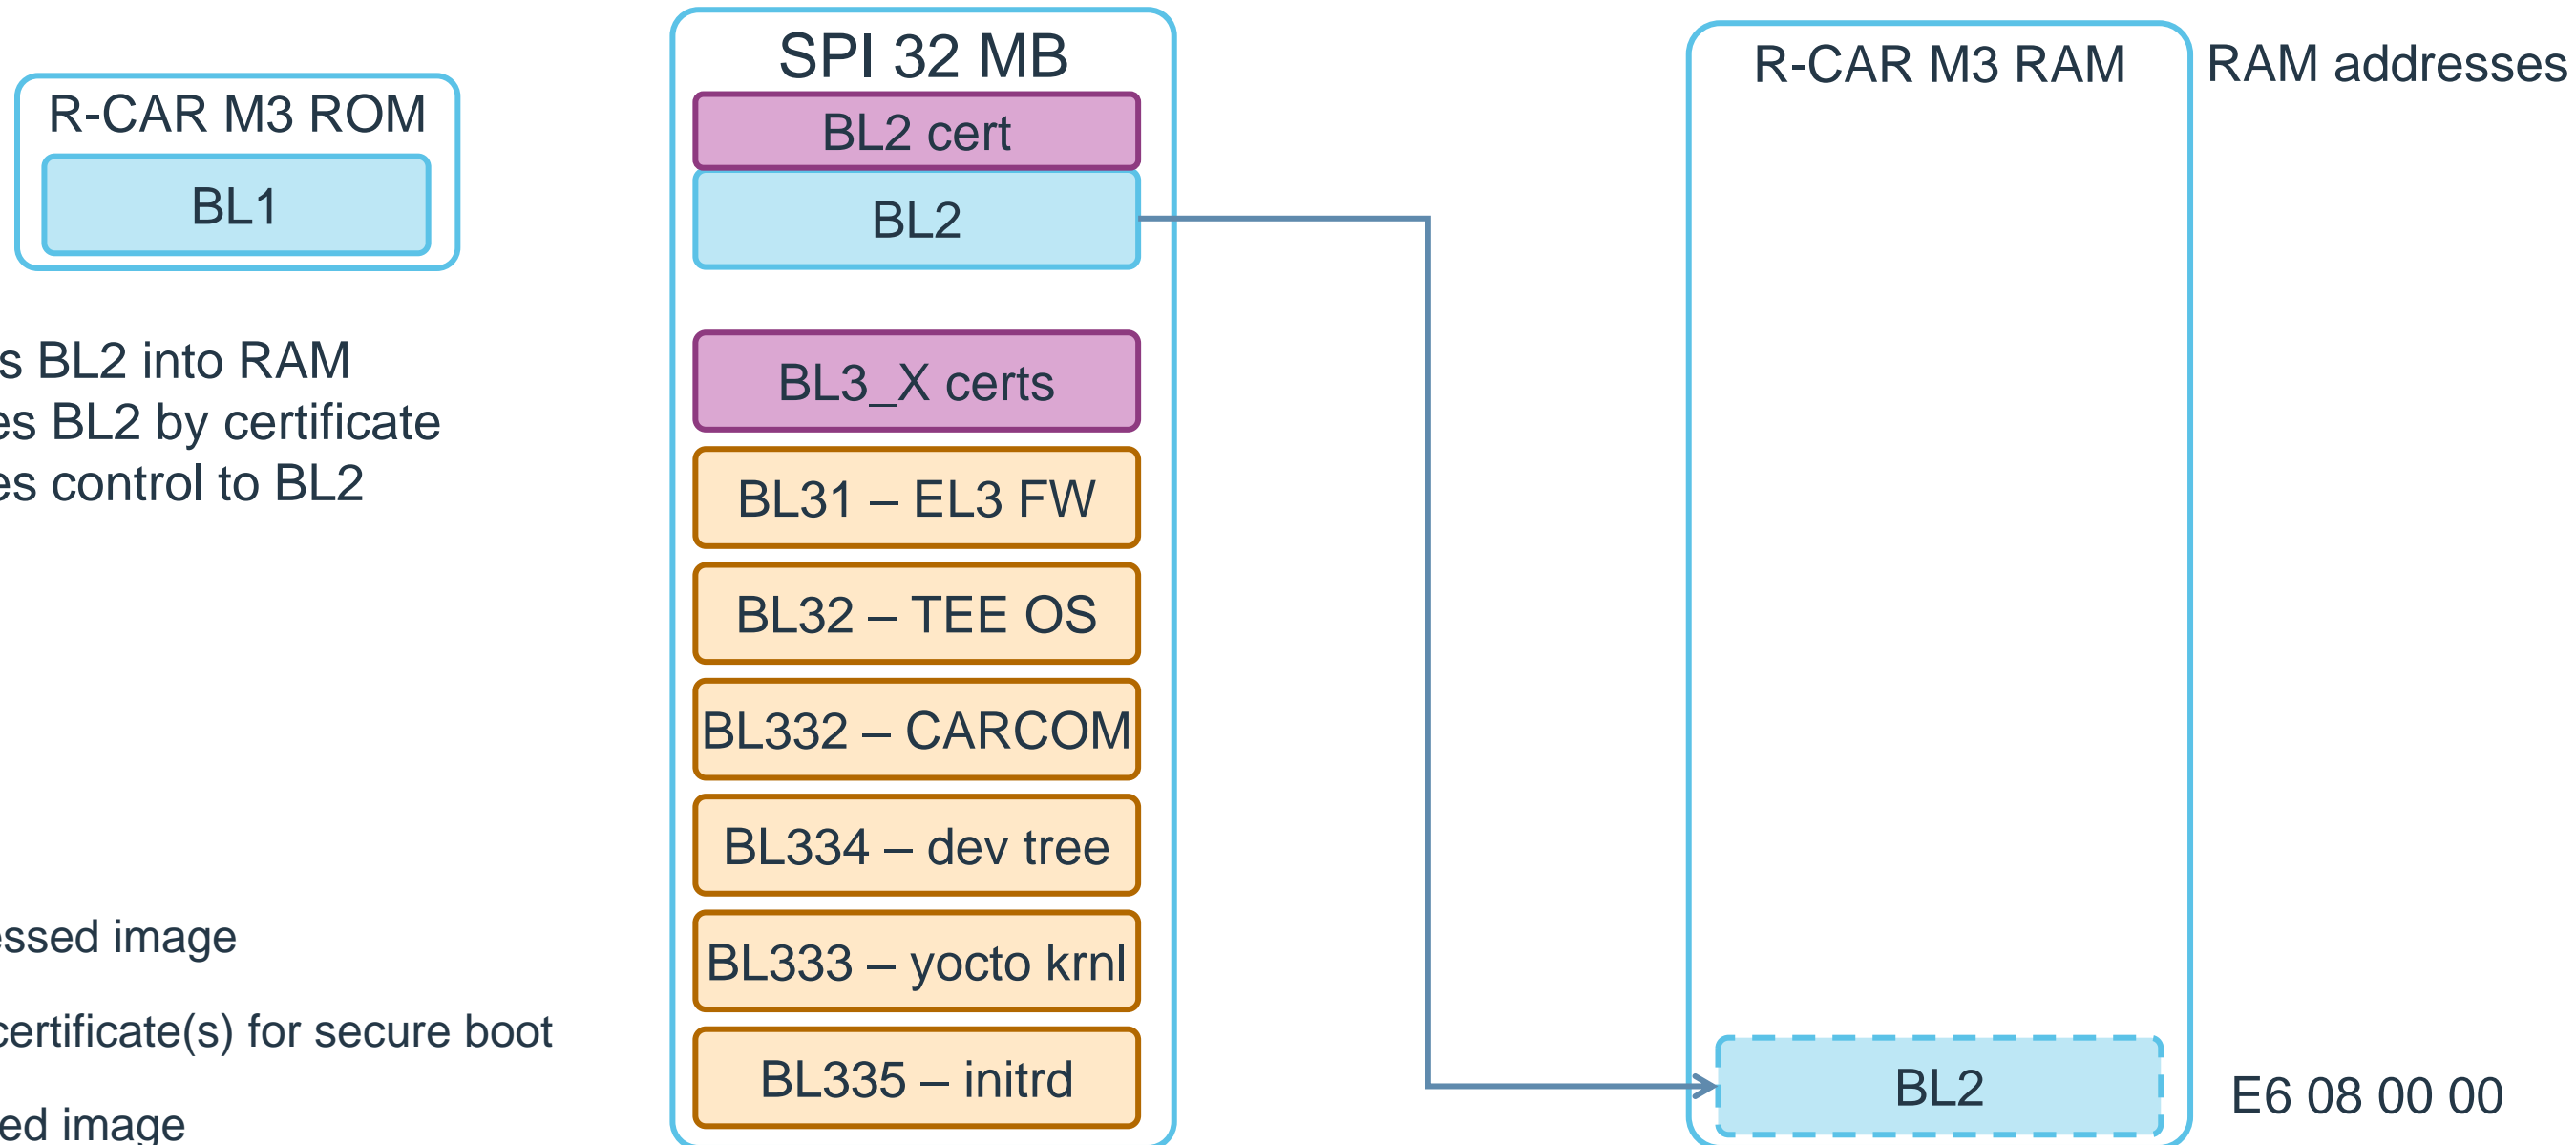 R-CAR M3 ROM
BL1
s BL2 into RAM
es BL2 by certificate
es control to BL2
essed image
certificate(s) for secure boot
ed image
SPI 32 MB
BL2 cert
BL2
BL3_X certs
BL31 – EL3 FW
BL32 – TEE OS
BL332 – CARCOM
BL334 – dev tree
BL333 – yocto krnl
BL335 – initrd
R-CAR M3 RAM
BL2
RAM addresses
E6 08 00 00